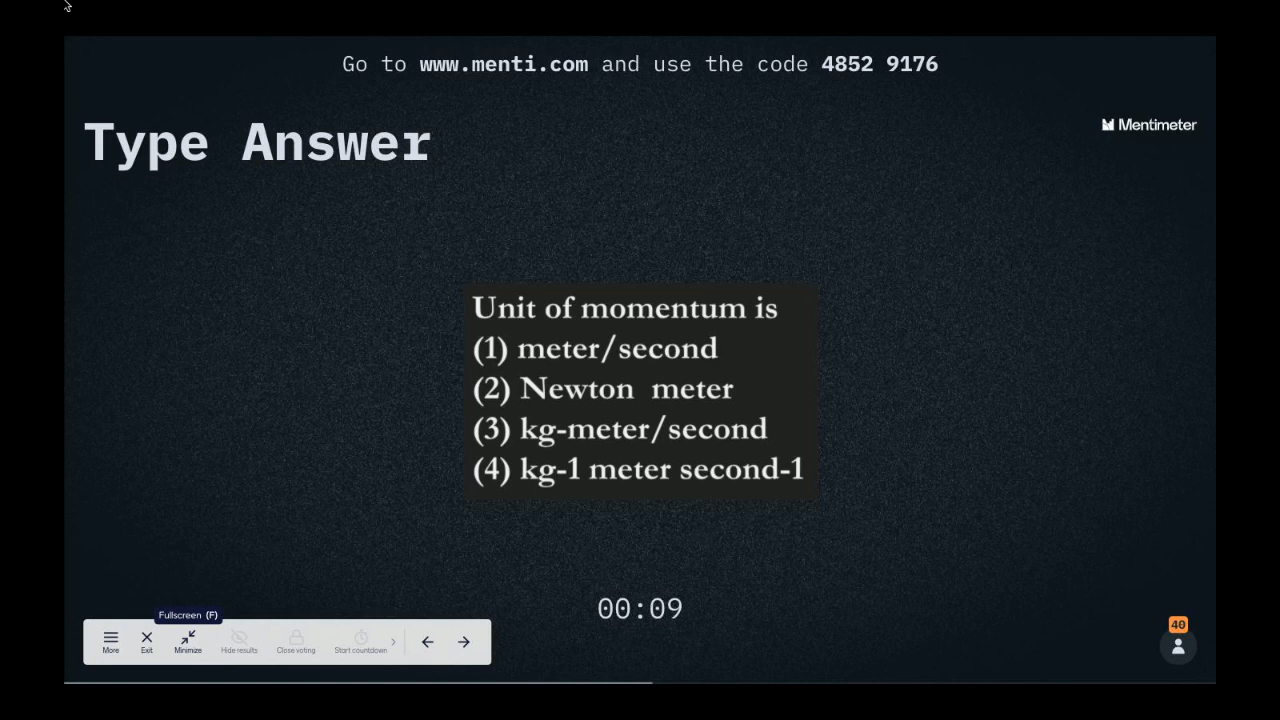 Go to www.menti.com and use the code 4852 9176
Type Answer
Mentimeter
Unit of momentum is
(1) meter/second
(2) Newton meter
(3) kg-meter/second
(4) kg-1 meter second-1
00:09
Fullscreen (F)
More
Exit
Minimize
Hide results
Close voting
Start countdown
40